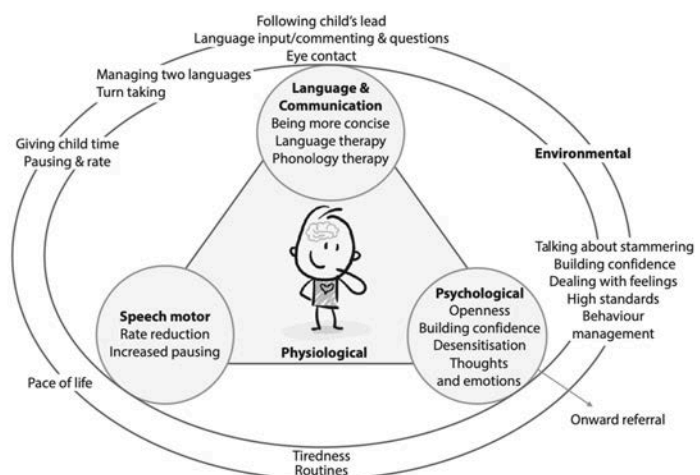 Following child's lead
Language input/commenting & questions
Eye contact
Managing two languages
Turn taking
Giving child time
Pausing & rate
Language &
Communication
Being more concise
Language therapy
Phonology therapy
Environmental
Talking about stammering
Building confidence
Dealing with feelings
High standards
Behaviour
management
Speech motor
Rate reduction
Increased pausing
Physiological
Psychological
Openness
Building confidence
Desensitisation
Thoughts
and emotions
Pace of life
Onward referral
Tiredness
Routines